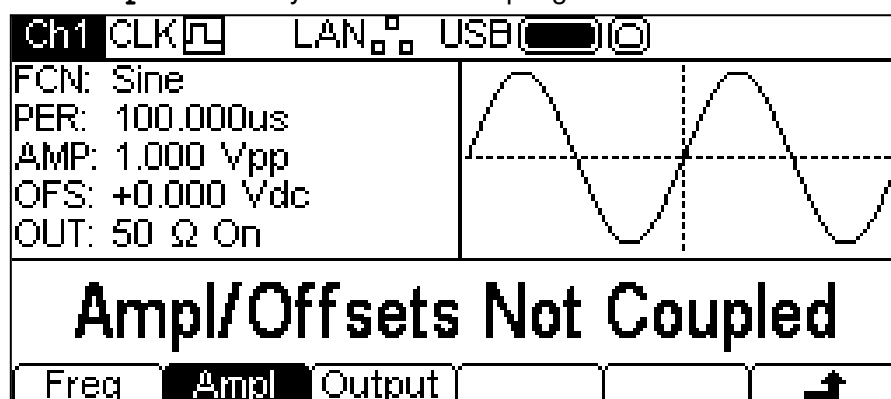 Ch1 CLK LAN USB
FCN: Sine
PER: 100.000us
AMP: 1.000 Vpp
OFS: +0.000 Vdc
OUT: 50 Ω On
Ampl/Offsets Not Coupled
Freq Ampl Output